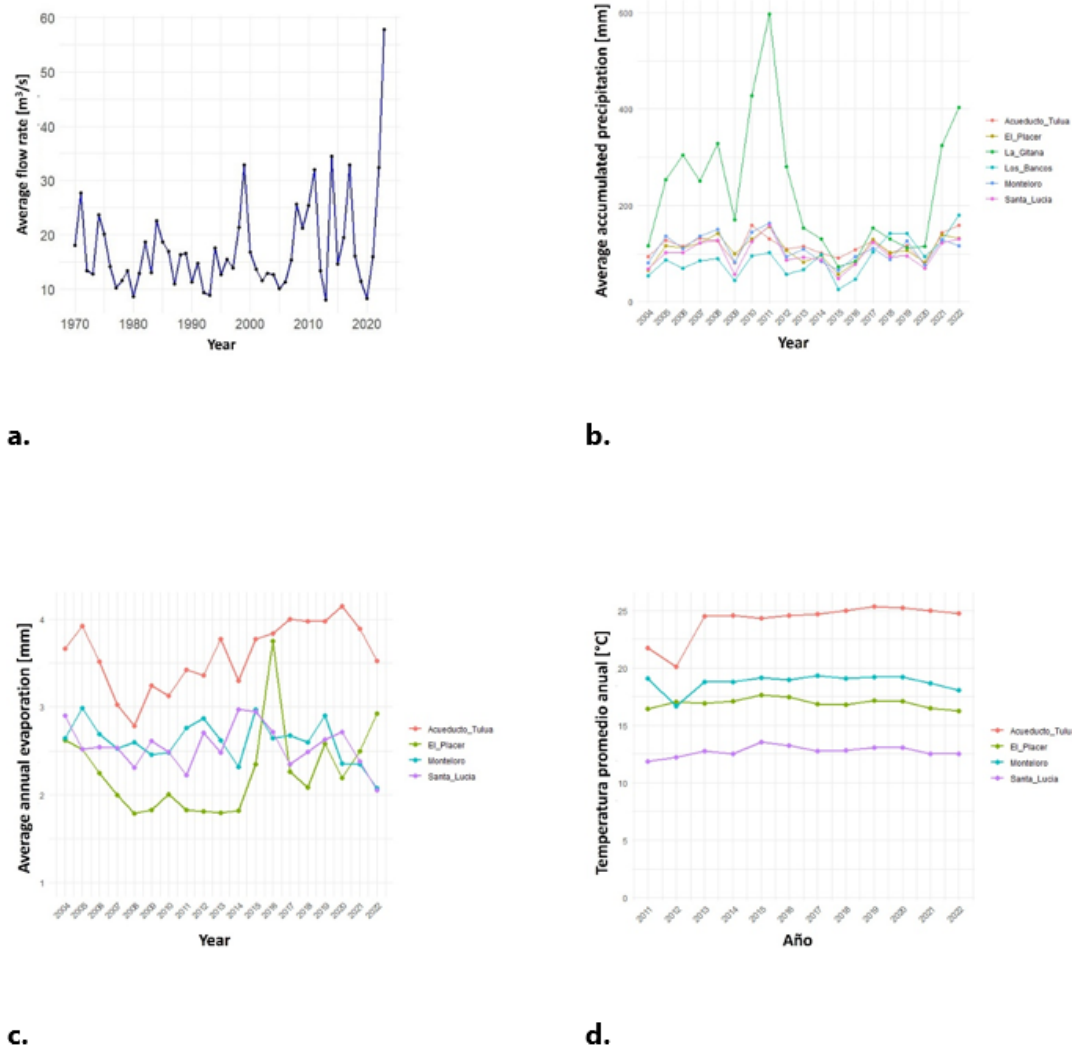 Average flow rate [m³/s]
60
50
40
30
20
10
1970
1980
1990
2000
2010
2020
Year
a.
Average accumulated precipitation [mm]
600
400
200
0
2004
2005
2006
2007
2008
2009
2010
2011
2012
2013
2014
2015
2016
2017
2018
2019
2020
2021
2022
Year
Acueducto_Tulua
El_Placer
La_Gitana
Los_Bancos
Monteloro
Santa_Lucia
b.
Average annual evaporation [mm]
4
3
2
1
2004
2005
2006
2007
2008
2009
2010
2011
2012
2013
2014
2015
2016
2017
2018
2019
2020
2021
2022
Year
Acueducto_Tulua
El_Placer
Monteloro
Santa_Lucia
c.
Temperatura promedio anual [°C]
25
20
15
10
5
0
2011
2012
2013
2014
2015
2016
2017
2018
2019
2020
2021
2022
Año
Acueducto_Tulu
El_Placer
Monteloro
Santa_Lucia
d.